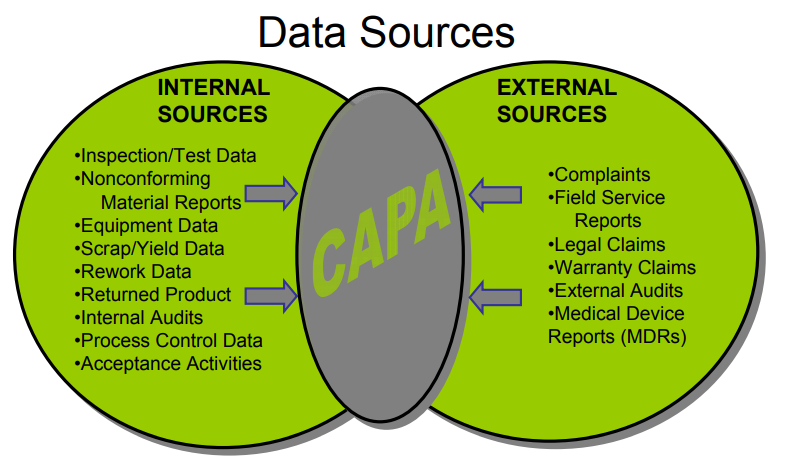 Data Sources
INTERNAL
SOURCES
•Inspection/Test Data
•Nonconforming
Material Reports
•Equipment Data
•Scrap/Yield Data
•Rework Data
•Returned Product
•Internal Audits
•Process Control Data
•Acceptance Activities
CAPA
EXTERNAL
SOURCES
•Complaints
•Field Service
Reports
•Legal Claims
•Warranty Claims
•External Audits
•Medical Device
Reports (MDRs)